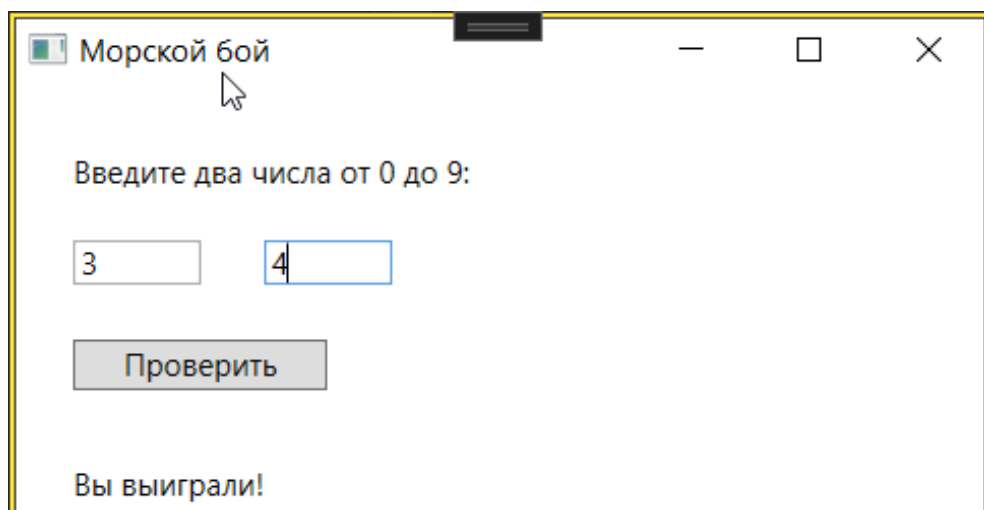 Морской бой
Введите два числа от 0 до 9:
3 4
Проверить
Вы выиграли!